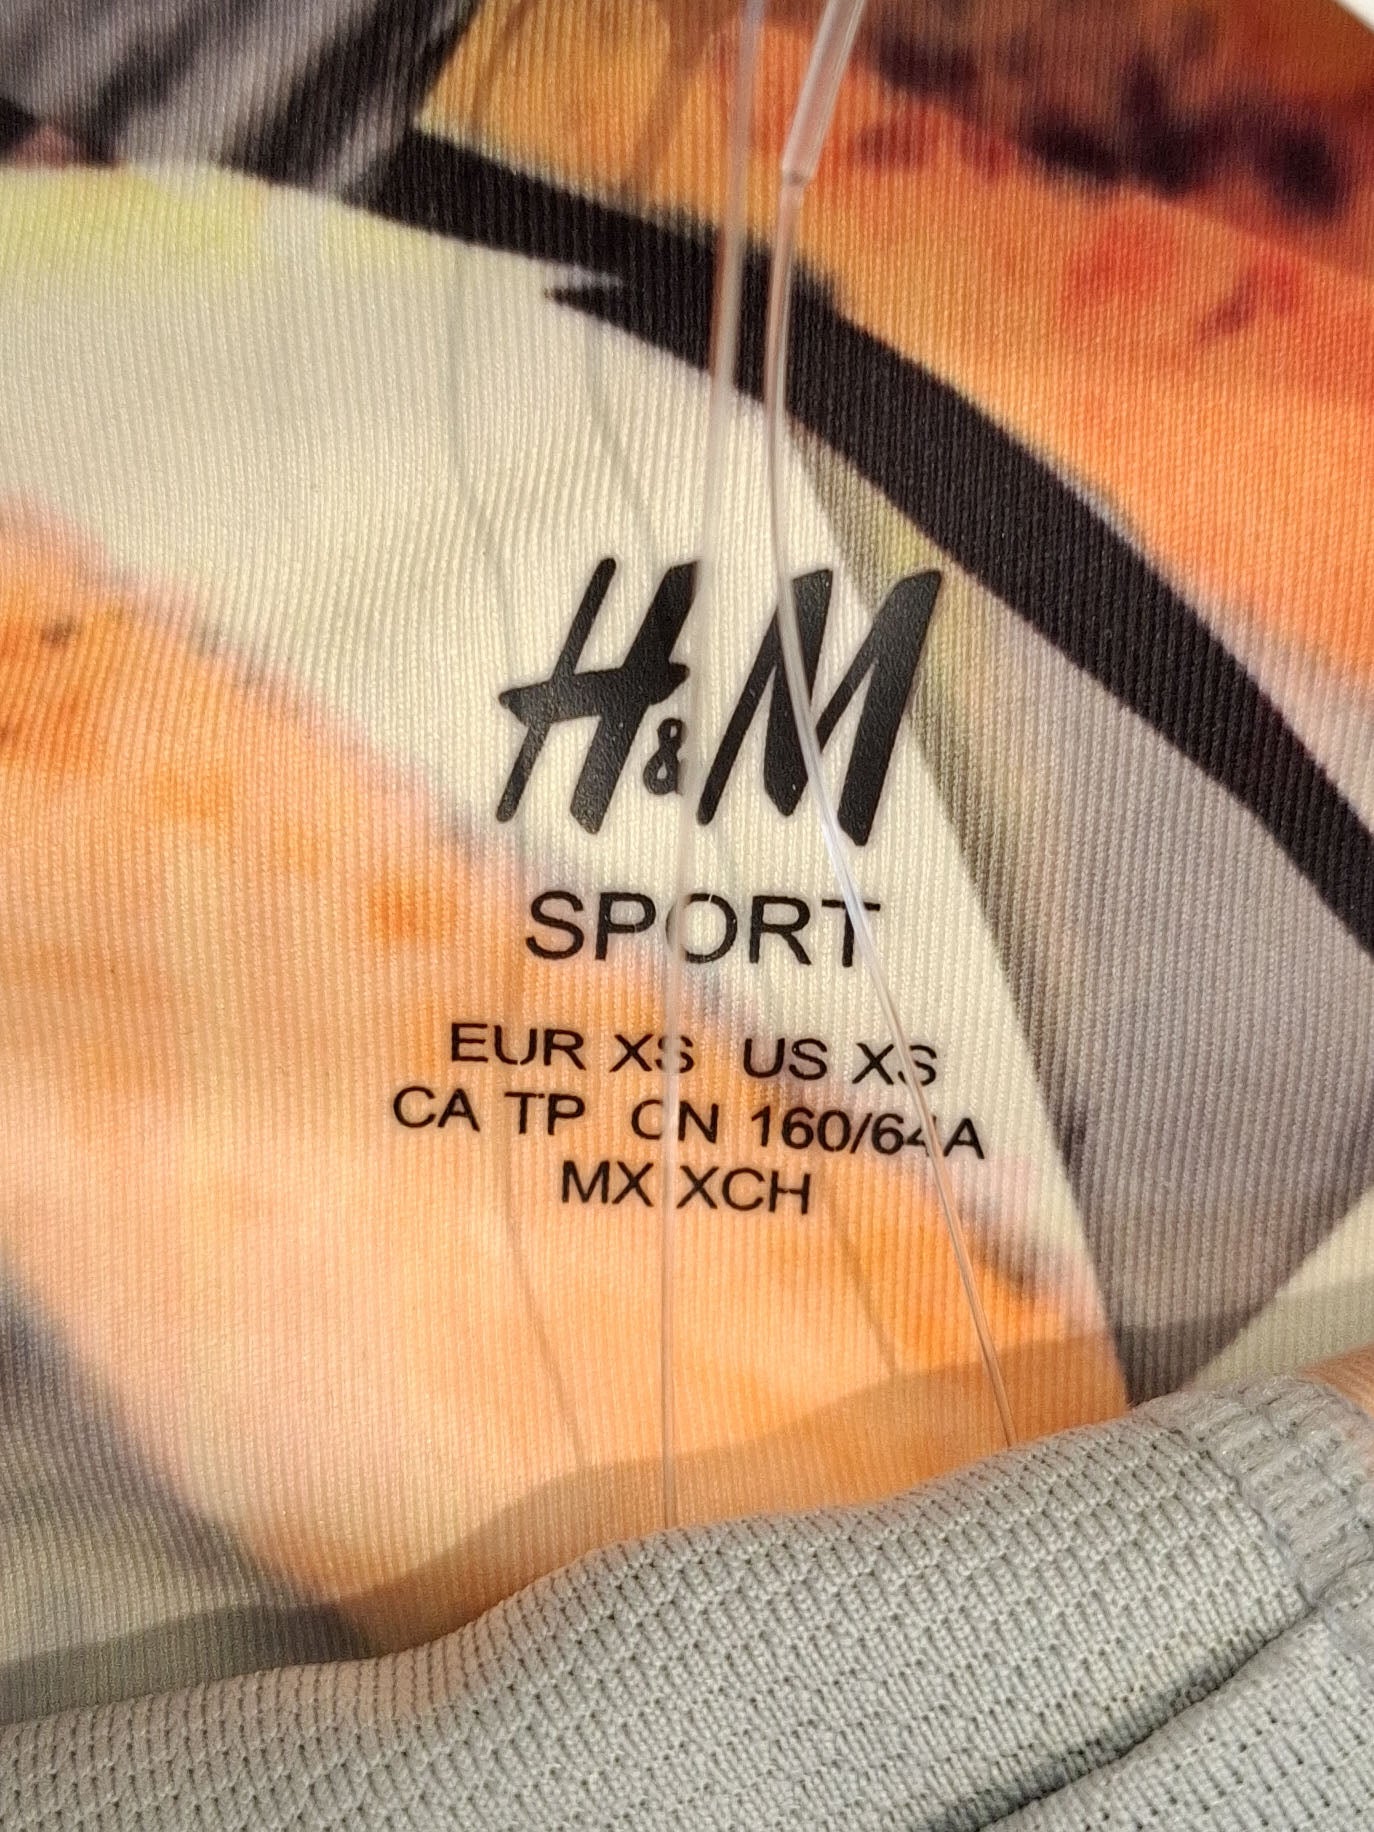 H&M
SPORT
EUR XS US XS
CA TP CN 160/64A
MX XCH